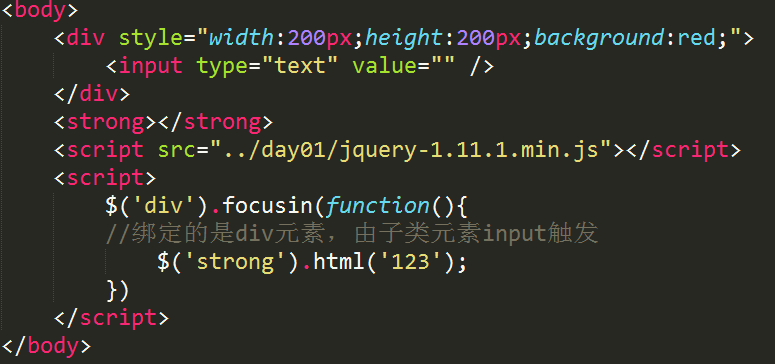 <body>
    <div style="width:200px;height:200px;background:red;">
        <input type="text" value="" />
    </div>
    <strong></strong>
    <script src="../day01/jquery-1.11.1.min.js"></script>
    <script>
        $('div').focusin(function(){
        //绑定的是div元素，由子类元素input触发
            $('strong').html('123');
        })
    </script>
</body>